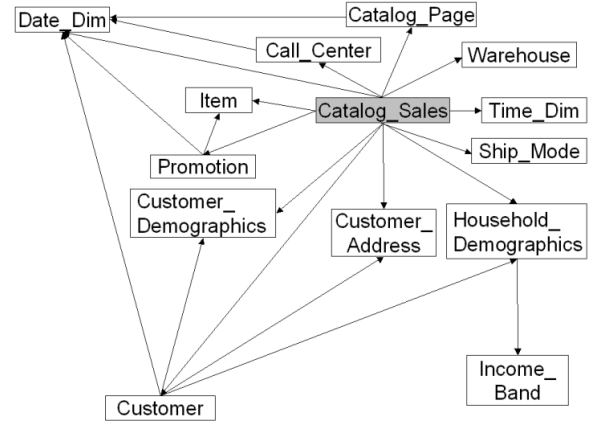 Date_Dim
Catalog_Page
Call_Center
Warehouse
Item
Catalog_Sales
Time_Dim
Promotion
Ship_Mode
Customer_
Demographics
Customer_
Address
Household_
Demographics
Income_
Band
Customer